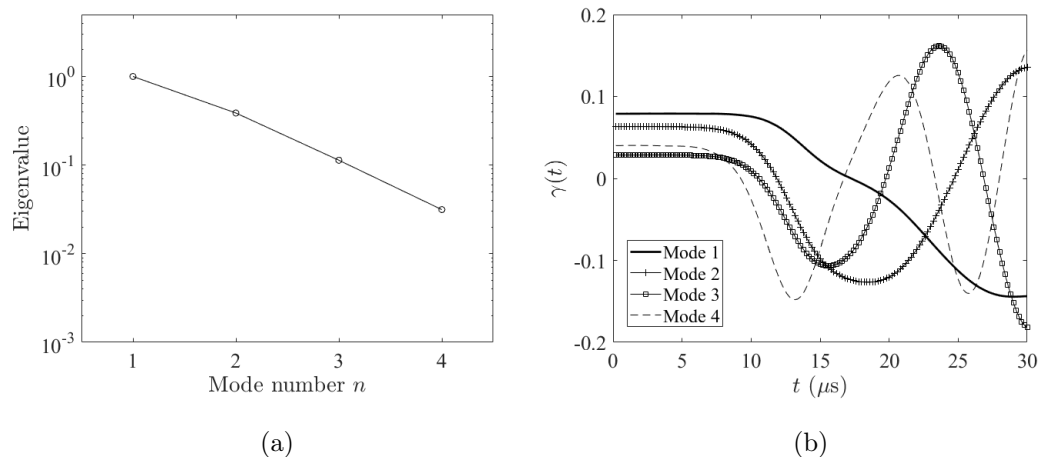 10^0
10^{-1}
10^{-2}
10^{-3}
Eigenvalue
1
2
3
4
Mode number n
(a)
0.2
0.1
0
-0.1
-0.2
γ(t)
Mode 1
Mode 2
Mode 3
Mode 4
0
5
10
15
20
25
30
t (μs)
(b)